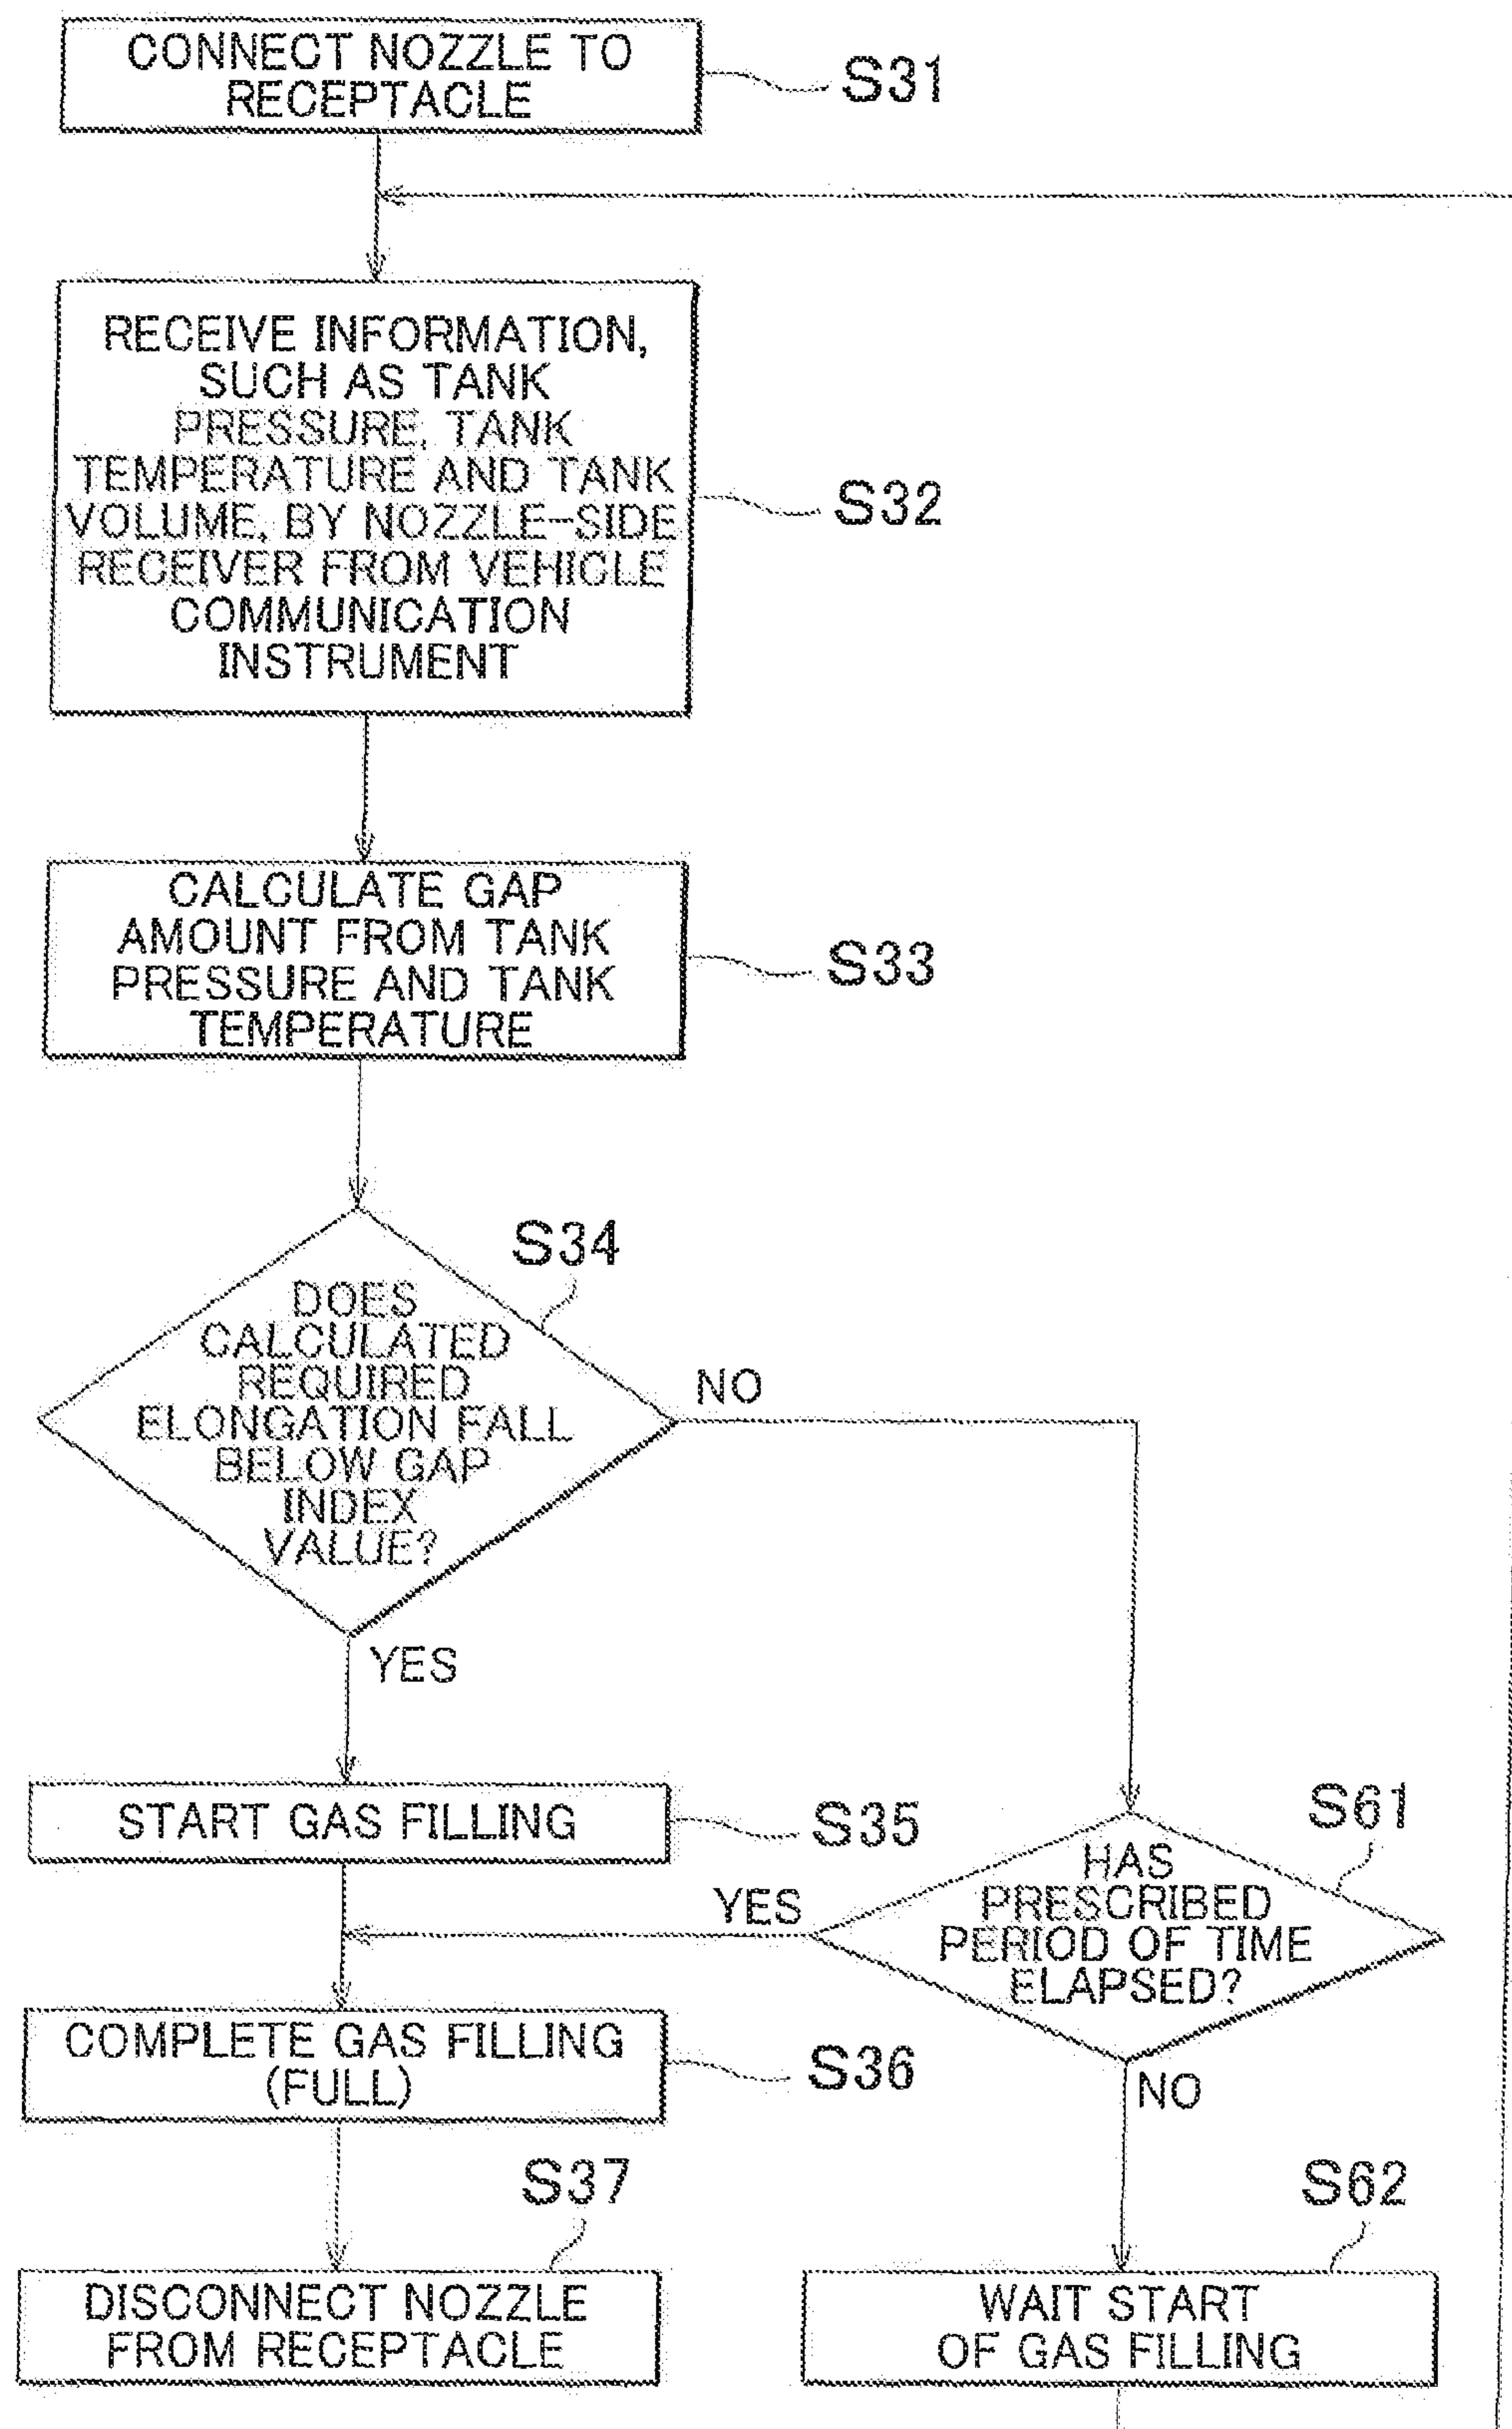 CONNECT NOZZLE TO
RECEPTACLE
S31
RECEIVE INFORMATION,
SUCH AS TANK
PRESSURE, TANK
TEMPERATURE AND TANK
VOLUME, BY NOZZLE-SIDE
RECEIVER FROM VEHICLE
COMMUNICATION
INSTRUMENT
S32
CALCULATE GAP
AMOUNT FROM TANK
PRESSURE AND TANK
TEMPERATURE
S33
S34
DOES
CALCULATED
REQUIRED
ELONGATION FALL
BELOW GAP
INDEX
VALUE?
NO
YES
START GAS FILLING
S35
S61
HAS
PRESCRIBED
PERIOD OF TIME
ELAPSED?
YES
NO
COMPLETE GAS FILLING
(FULL)
S36
S37
DISCONNECT NOZZLE
FROM RECEPTACLE
S62
WAIT START
OF GAS FILLING